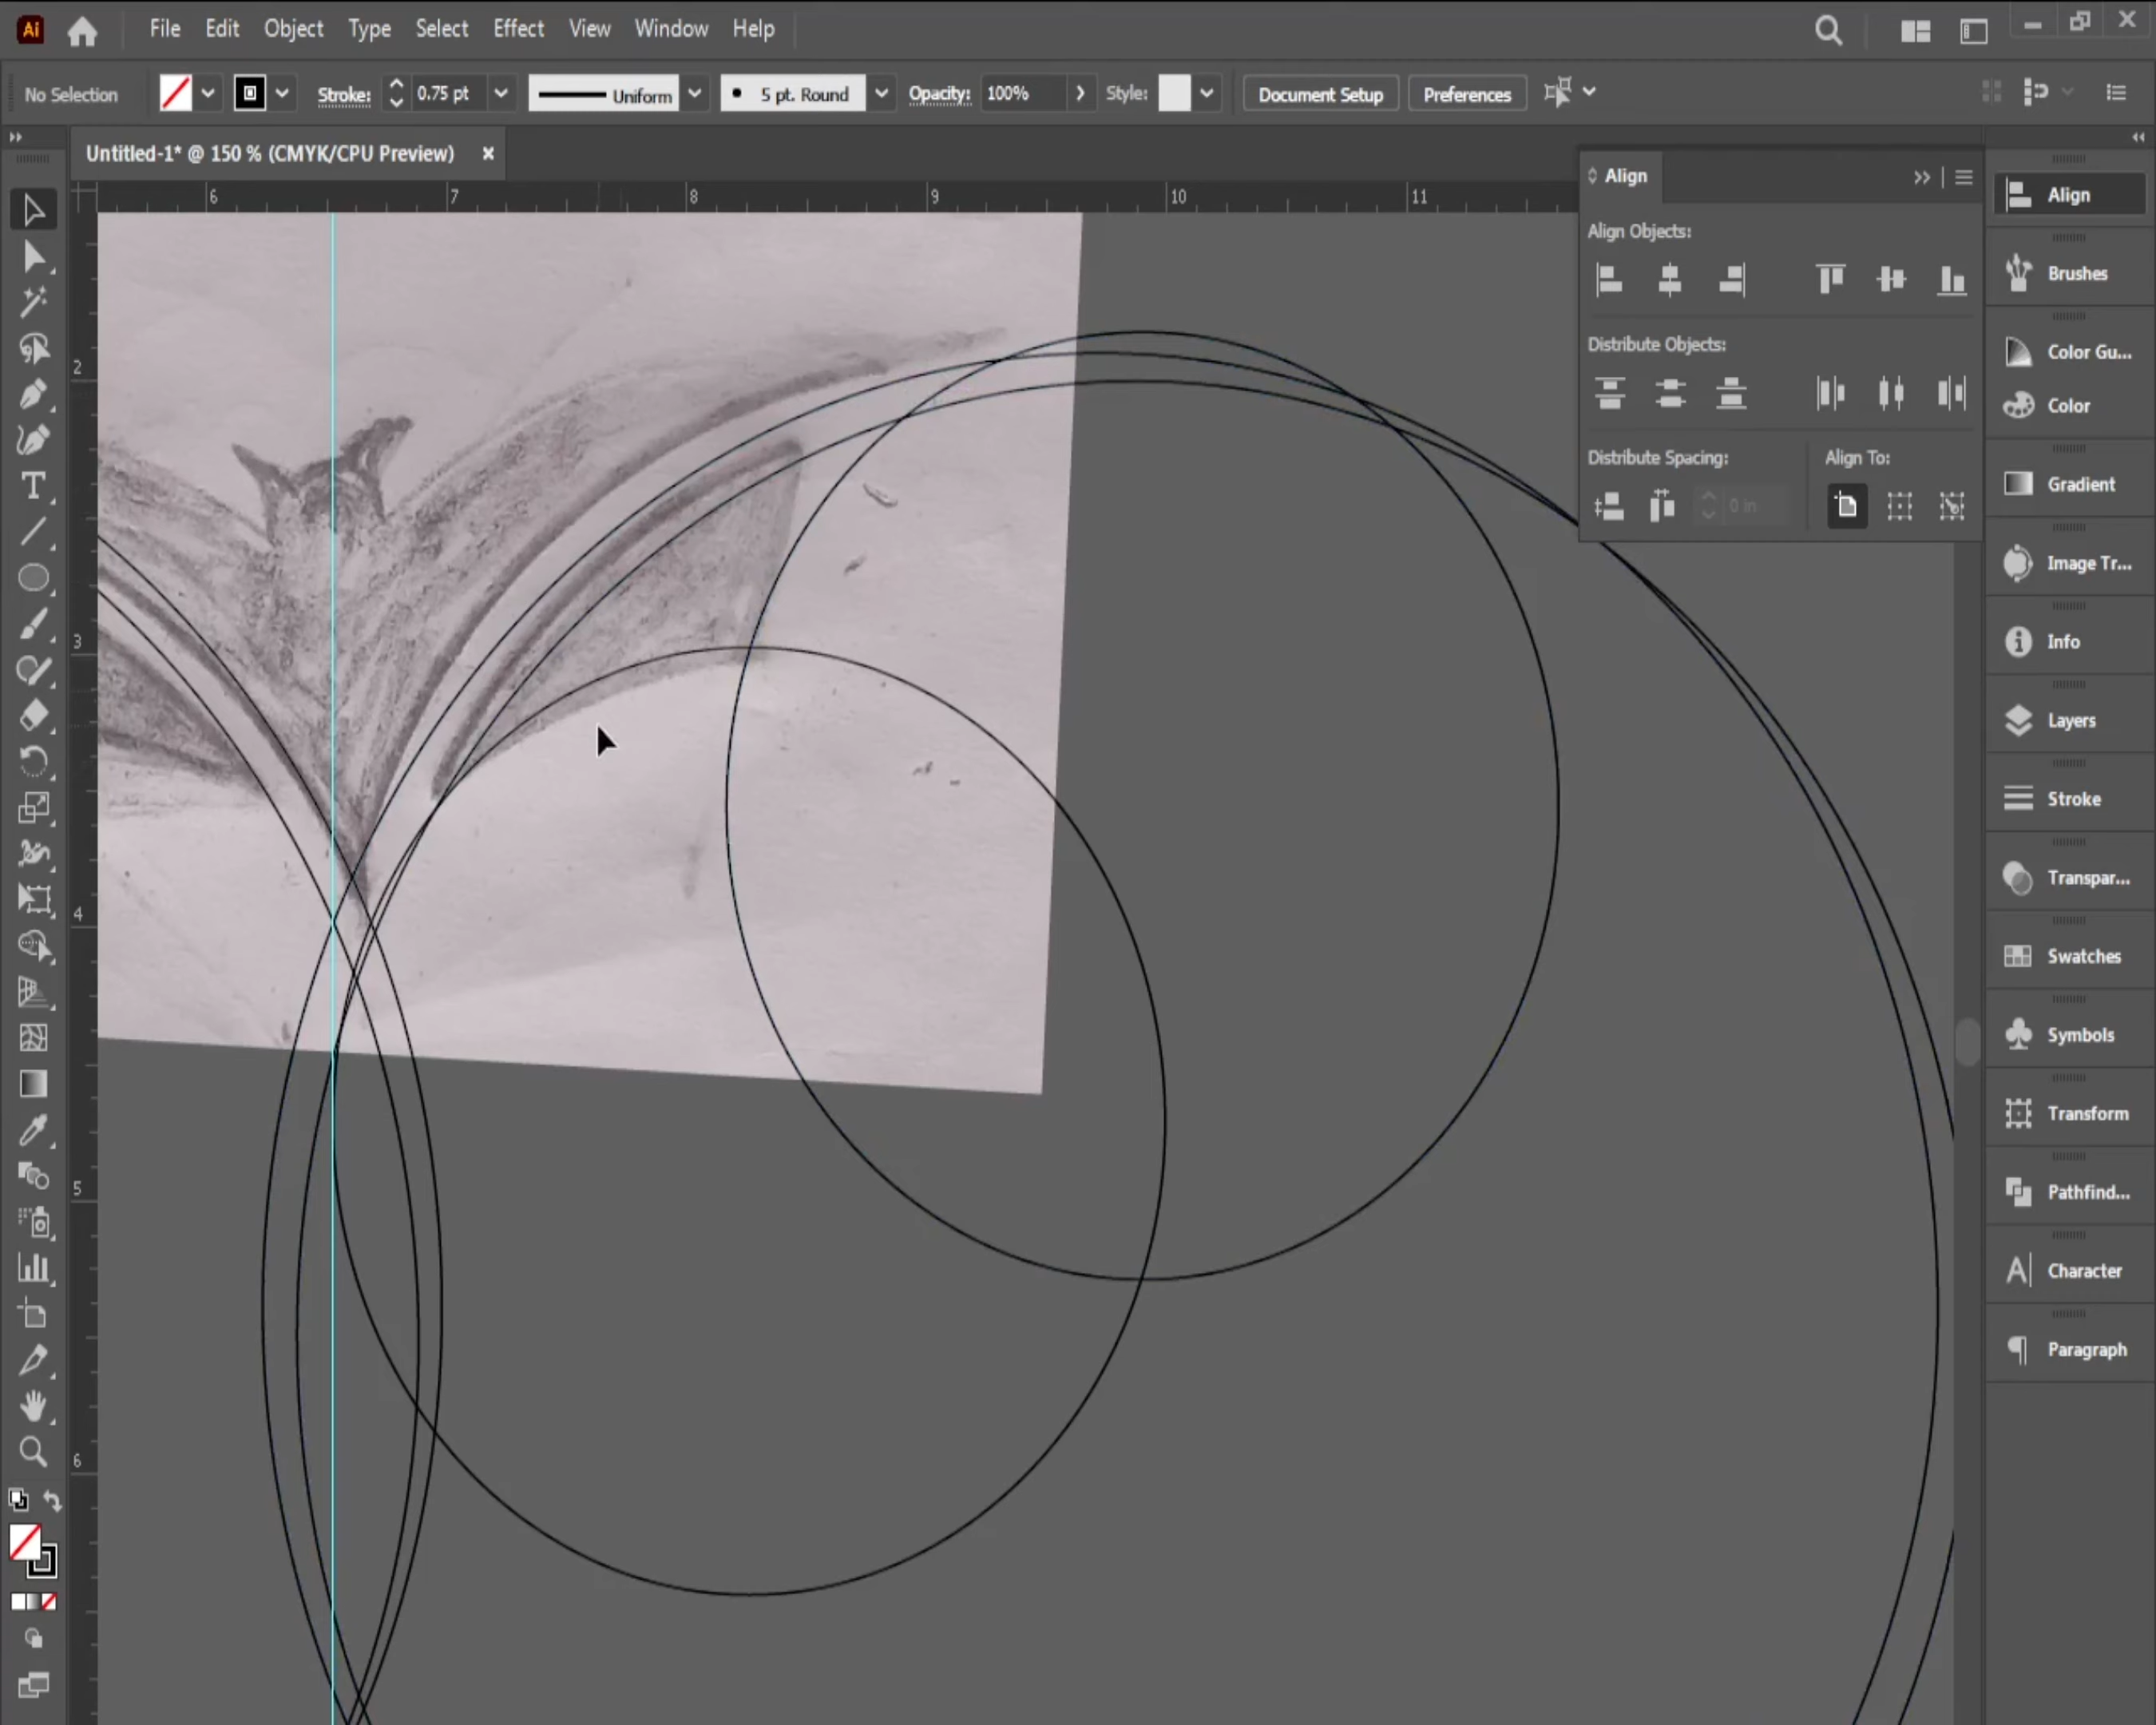 Ai File Edit Object Type Select Effect View Window Help
No Selection Stroke: 0.75 pt Uniform 5 pt. Round Opacity: 100% Style: Document Setup Preferences
Untitled-1* @ 150 % (CMYK/CPU Preview)
6 7 8 9 10 11
2
3
4
5
6
Align
Align Objects:
Distribute Objects:
Distribute Spacing: Align To:
0 in
Align
Brushes
Color Gu...
Color
Gradient
Image Tr...
Info
Layers
Stroke
Transpar...
Swatches
Symbols
Transform
Pathfind...
Character
Paragraph